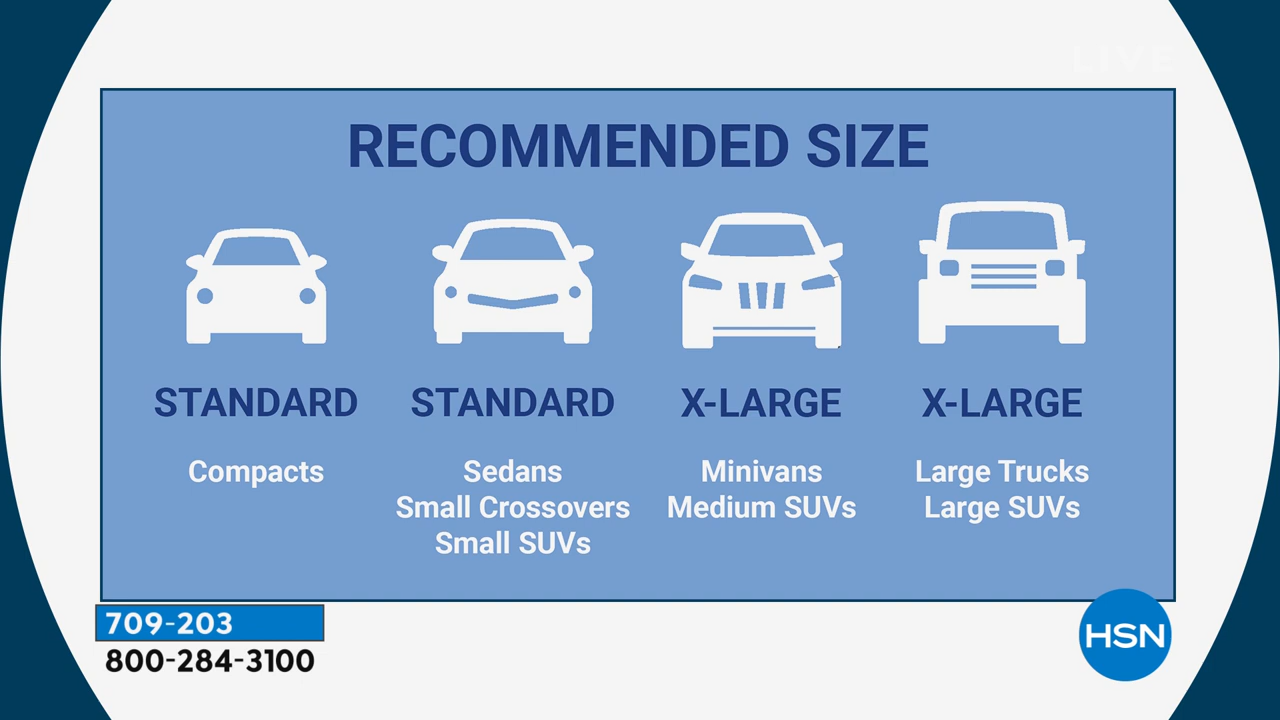 LIVE
RECOMMENDED SIZE
STANDARD STANDARD X-LARGE X-LARGE
Compacts Sedans Minivans Large Trucks
Small Crossovers Medium SUVs Large SUVs
Small SUVs
709-203
800-284-3100
HSN